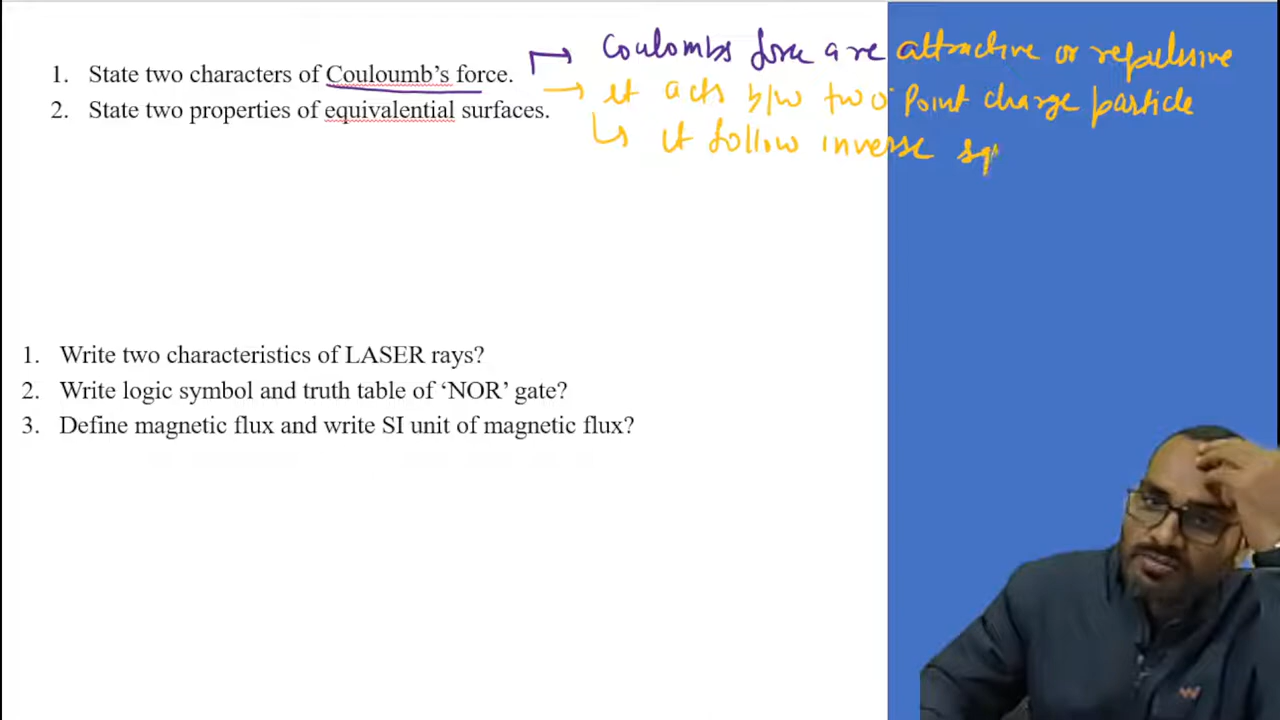 1. State two characters of Couloumb's force.
2. State two properties of equivalential surfaces.
Coulombs force are attractive or repulsive
It acts b/w two point charge particle
It follow inverse sq
1. Write two characteristics of LASER rays?
2. Write logic symbol and truth table of ‘NOR’ gate?
3. Define magnetic flux and write SI unit of magnetic flux?